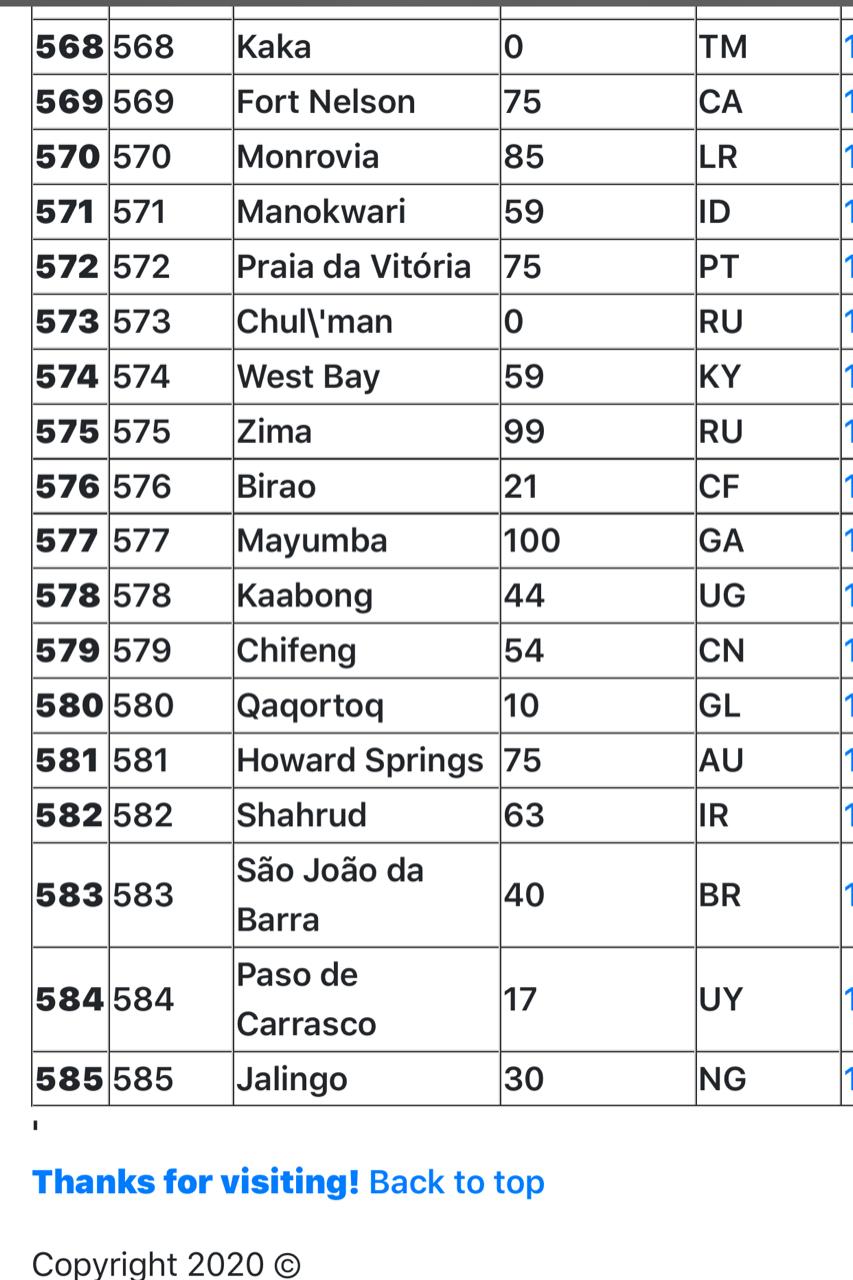 568 568 Kaka 0 TM 1
569 569 Fort Nelson 75 CA 1
570 570 Monrovia 85 LR 1
571 571 Manokwari 59 ID 1
572 572 Praia da Vitória 75 PT 1
573 573 Chul\'man 0 RU 1
574 574 West Bay 59 KY 1
575 575 Zima 99 RU 1
576 576 Birao 21 CF 1
577 577 Mayumba 100 GA 1
578 578 Kaabong 44 UG 1
579 579 Chifeng 54 CN 1
580 580 Qaqortoq 10 GL 1
581 581 Howard Springs 75 AU 1
582 582 Shahrud 63 IR 1
583 583 São João da
Barra 40 BR 1
584 584 Paso de
Carrasco 17 UY 1
585 585 Jalingo 30 NG 1
'
Thanks for visiting! Back to top
Copyright 2020 ©